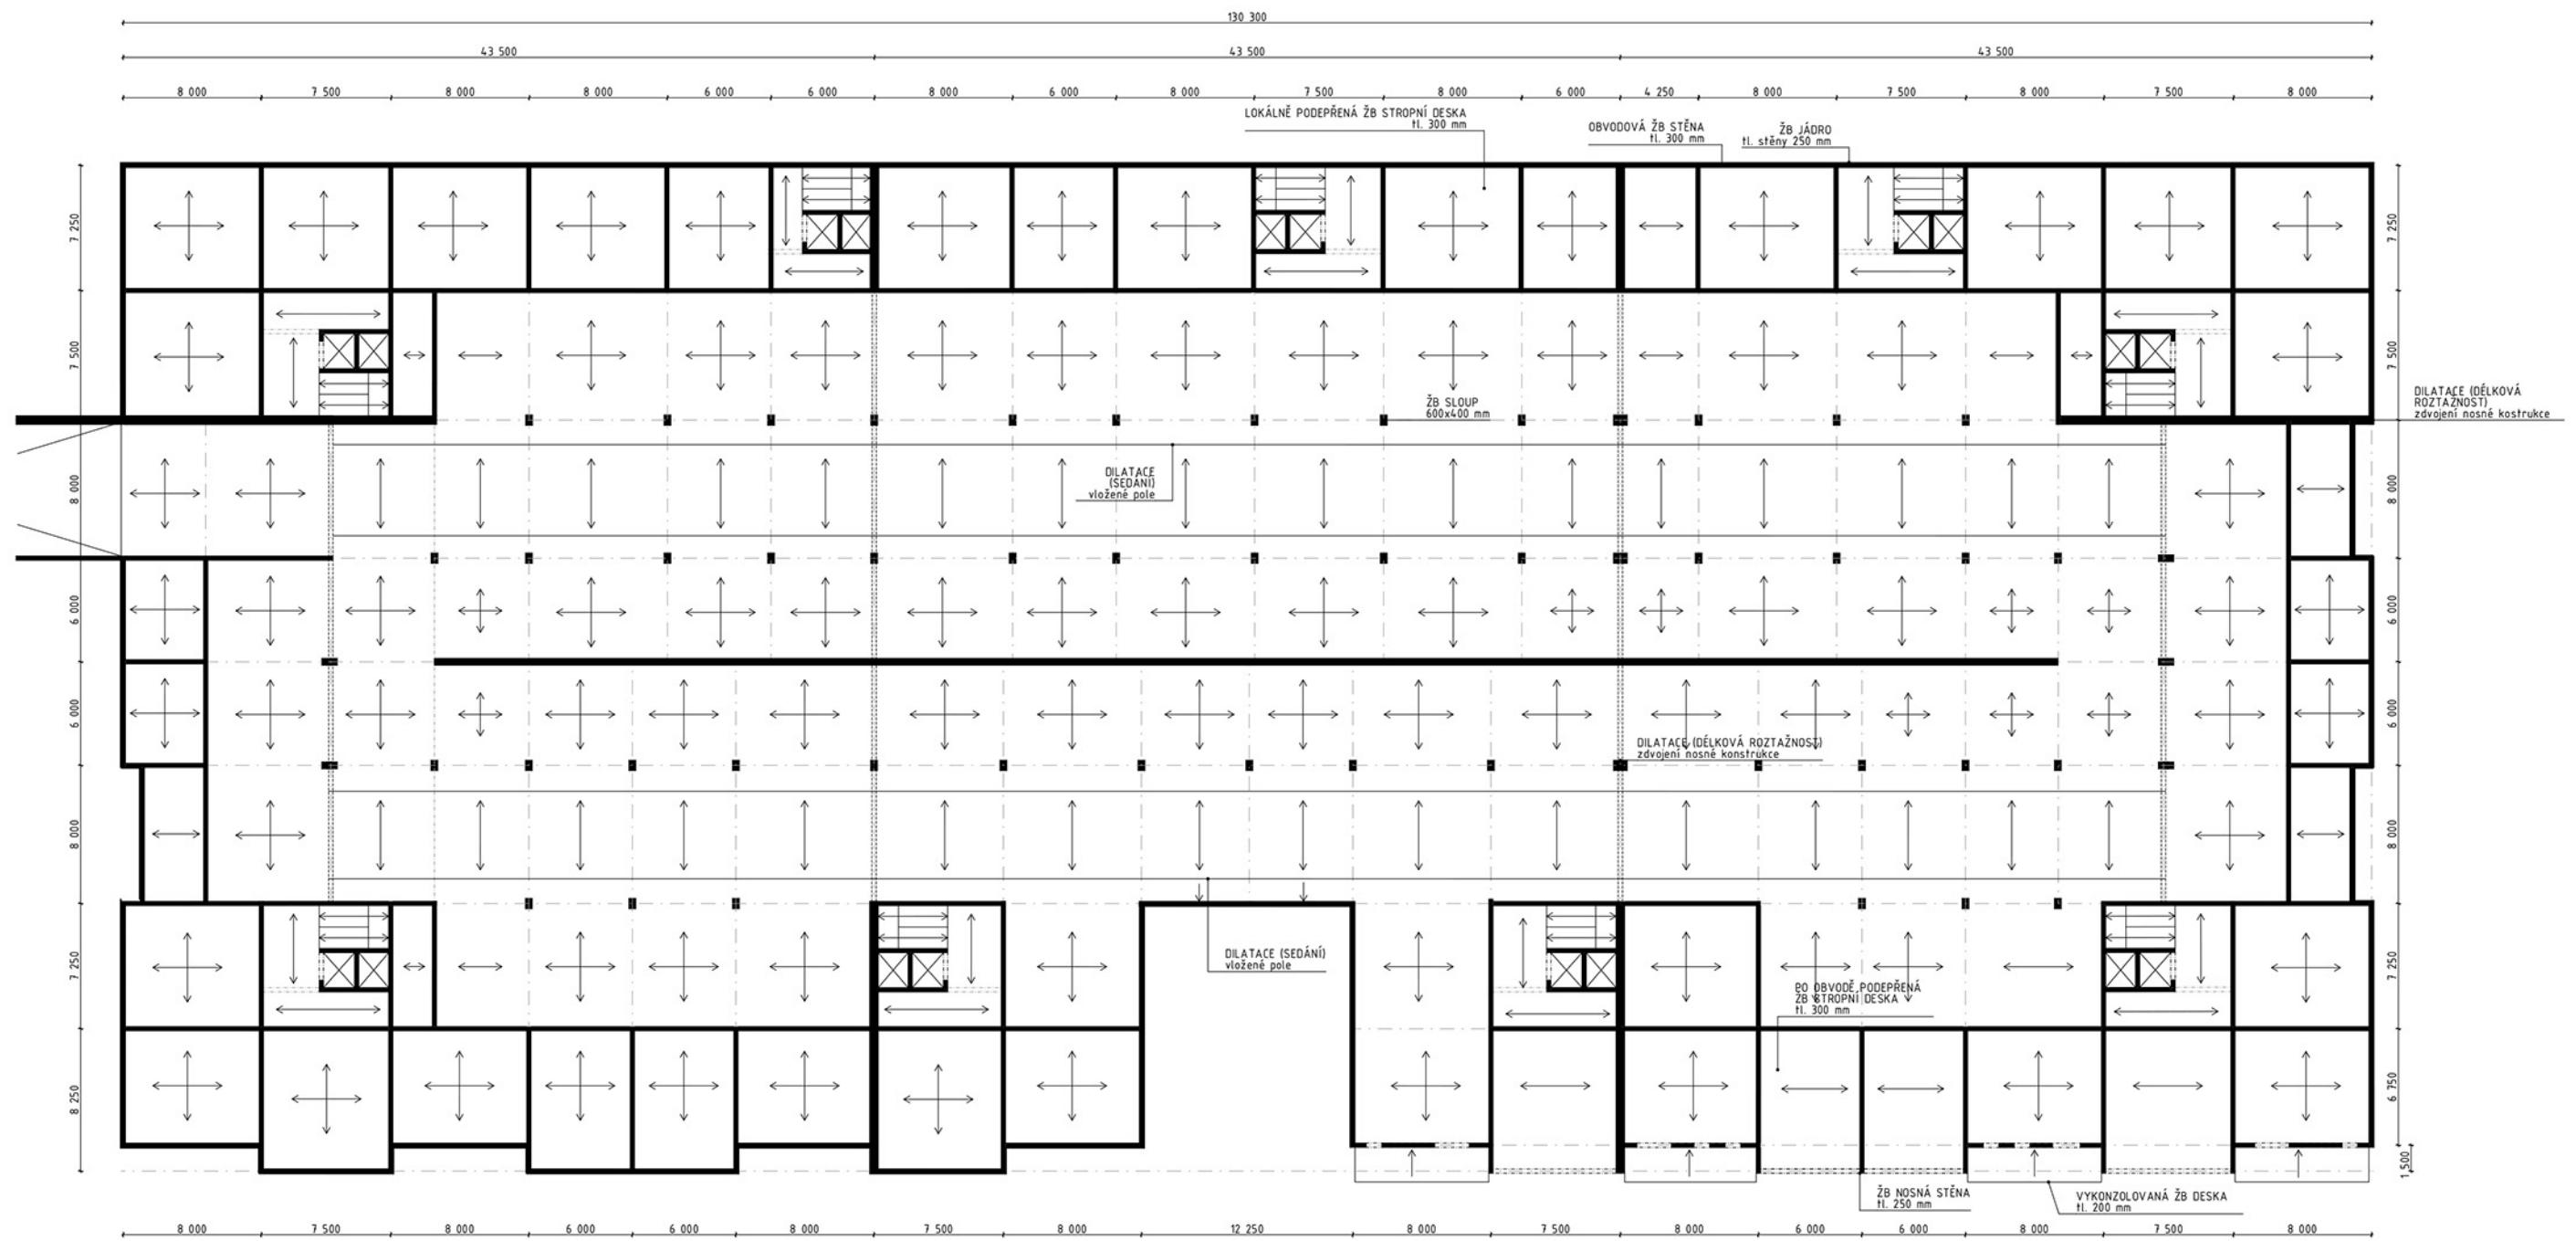 130 300
43 500
43 500
43 500
8 000
7 500
8 000
8 000
6 000
6 000
8 000
6 000
8 000
7 500
8 000
6 000
4 250
8 000
7 500
8 000
7 500
8 000
LOKÁLNĚ PODEPŘENÁ ŽB STROPNÍ DESKA
tl. 300 mm
OBVODOVÁ ŽB STĚNA
tl. 300 mm
ŽB JÁDRO
tl. stěny 250 mm
7 250
7 250
7 500
7 500
ŽB SLOUP
600x400 mm
DILATACE (DÉLKOVÁ
ROZTAŽNOST)
zdvojení nosné kostrukce
8 000
DILATACE
(SEDÁNÍ)
vložené pole
8 000
6 000
6 000
6 000
6 000
DILATACE (DÉLKOVÁ ROZTAŽNOST)
zdvojení nosné konstrukce
8 000
8 000
7 250
DILATACE (SEDÁNÍ)
vložené pole
PO OBVODĚ PODEPŘENÁ
ŽB STROPNÍ DESKA
tl. 300 mm
7 250
8 250
6 750
1 500
ŽB NOSNÁ STĚNA
tl. 250 mm
VYKONZOLOVANÁ ŽB DESKA
tl. 200 mm
8 000
7 500
8 000
6 000
6 000
8 000
7 500
8 000
12 250
8 000
7 500
8 000
6 000
6 000
8 000
7 500
8 000